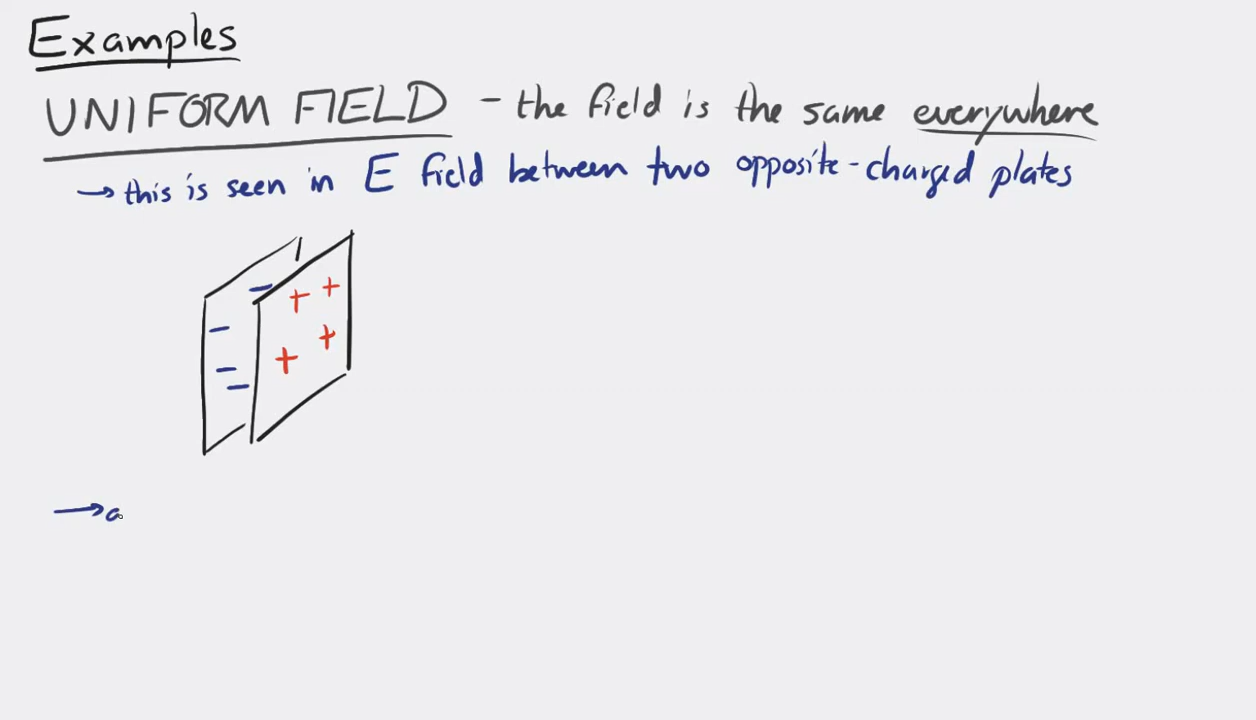 Examples
UNIFORM FIELD - the field is the same everywhere
→ this is seen in E field between two opposite-charged plates
- + +
- +
- +
-
→ a